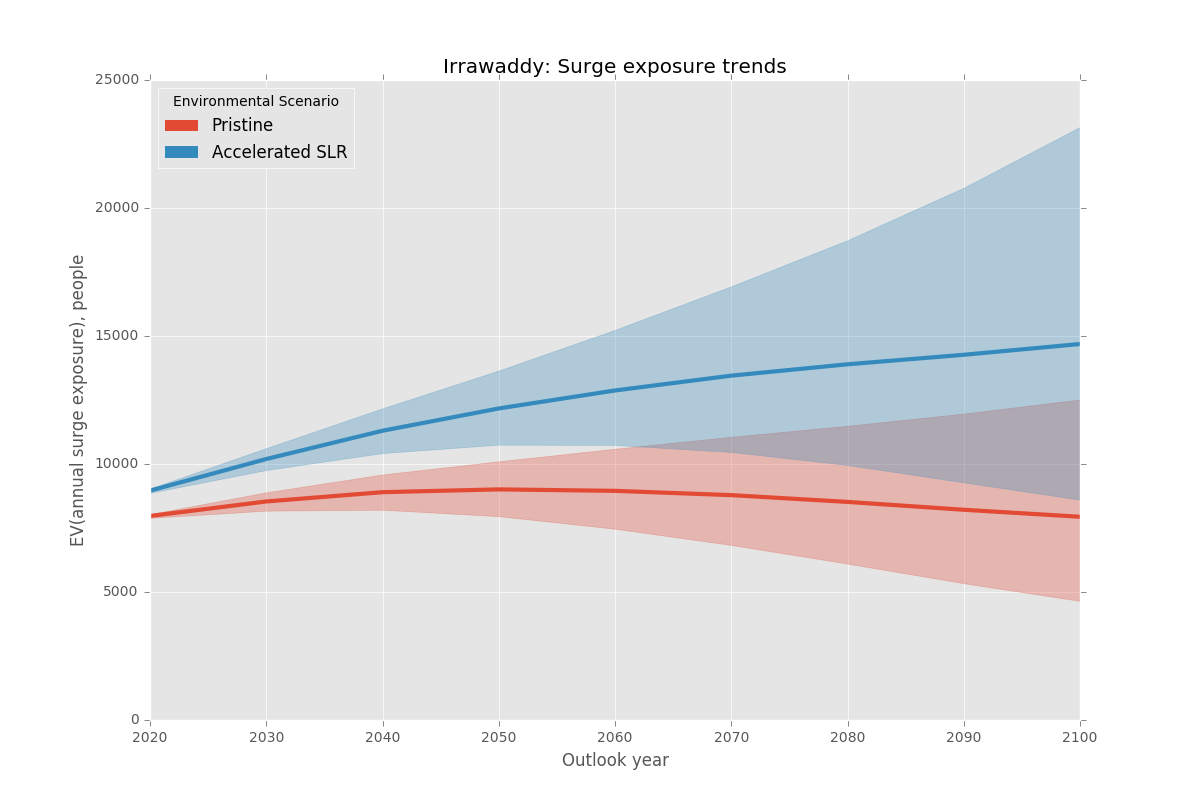 Irrawaddy: Surge exposure trends
Environmental Scenario
Pristine
Accelerated SLR
EV(annual surge exposure), people
25000
20000
15000
10000
5000
0
2020 2030 2040 2050 2060 2070 2080 2090 2100
Outlook year